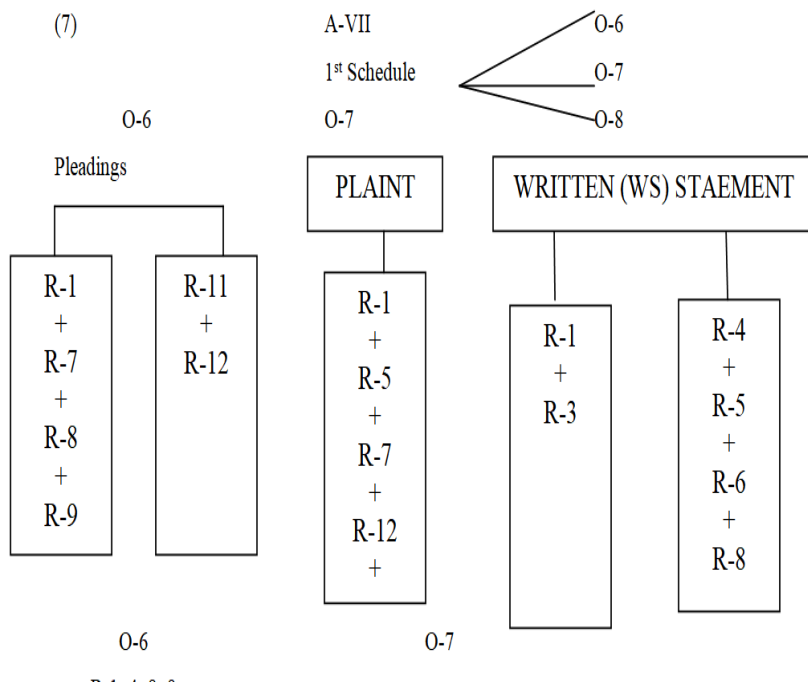 (7) A-VII O-6
1st Schedule O-7
O-6 O-7 O-8
Pleadings
PLAINT WRITTEN (WS) STAEMENT
R-1
+
R-7
+
R-8
+
R-9
R-11
+
R-12
R-1
+
R-5
+
R-7
+
R-12
+
R-1
+
R-3
R-4
+
R-5
+
R-6
+
R-8
O-6 O-7